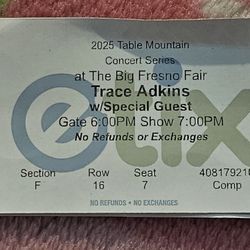 2025 Table Mountain
Concert Series
at The Big Fresno Fair
Trace Adkins
w/Special Guest
Gate 6:00PM Show 7:00PM
No Refunds or Exchanges
etix
Section Row Seat 408179210
F 16 7 Comp
NO REFUNDS • NO EXCHANGES